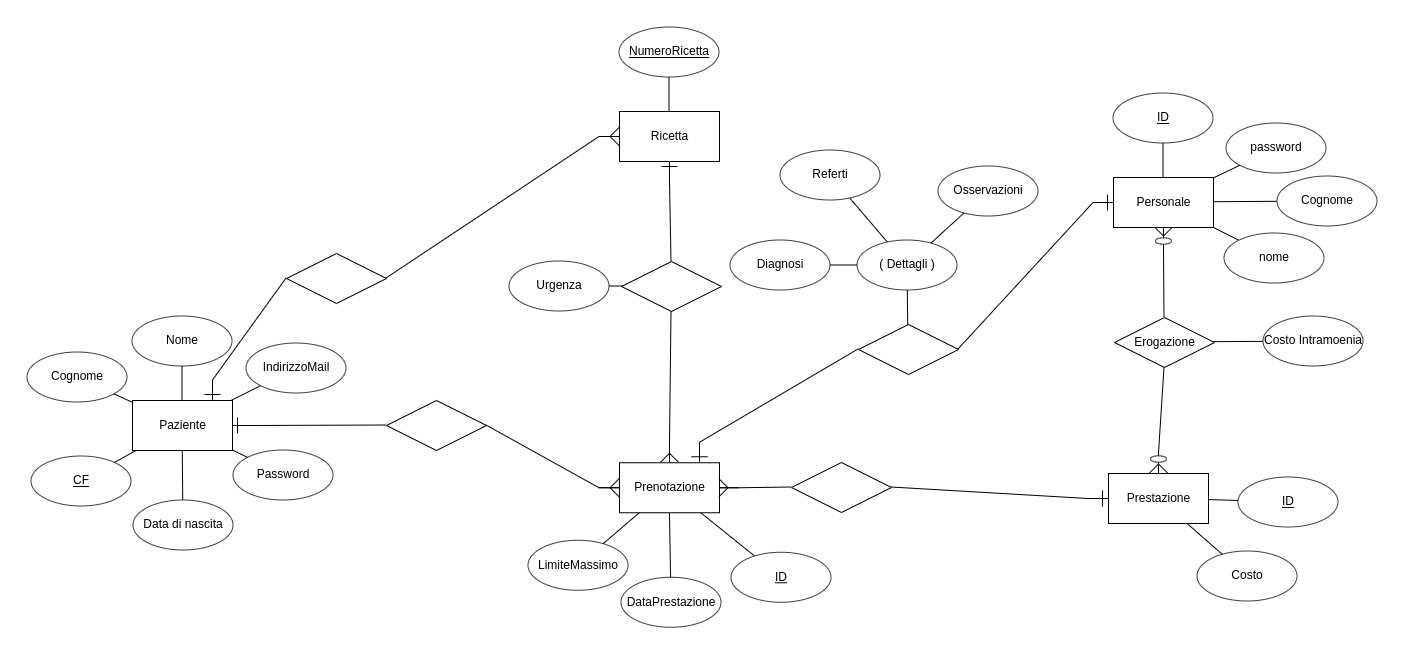 NumeroRicetta
Ricetta
ID
password
Personale
Cognome
nome
Referti
Osservazioni
Diagnosi
( Dettagli )
Urgenza
Nome
Cognome
IndirizzoMail
Paziente
CF
Password
Data di nascita
Erogazione
Costo Intramoenia
Prenotazione
LimiteMassimo
DataPrestazione
ID
Prestazione
ID
Costo